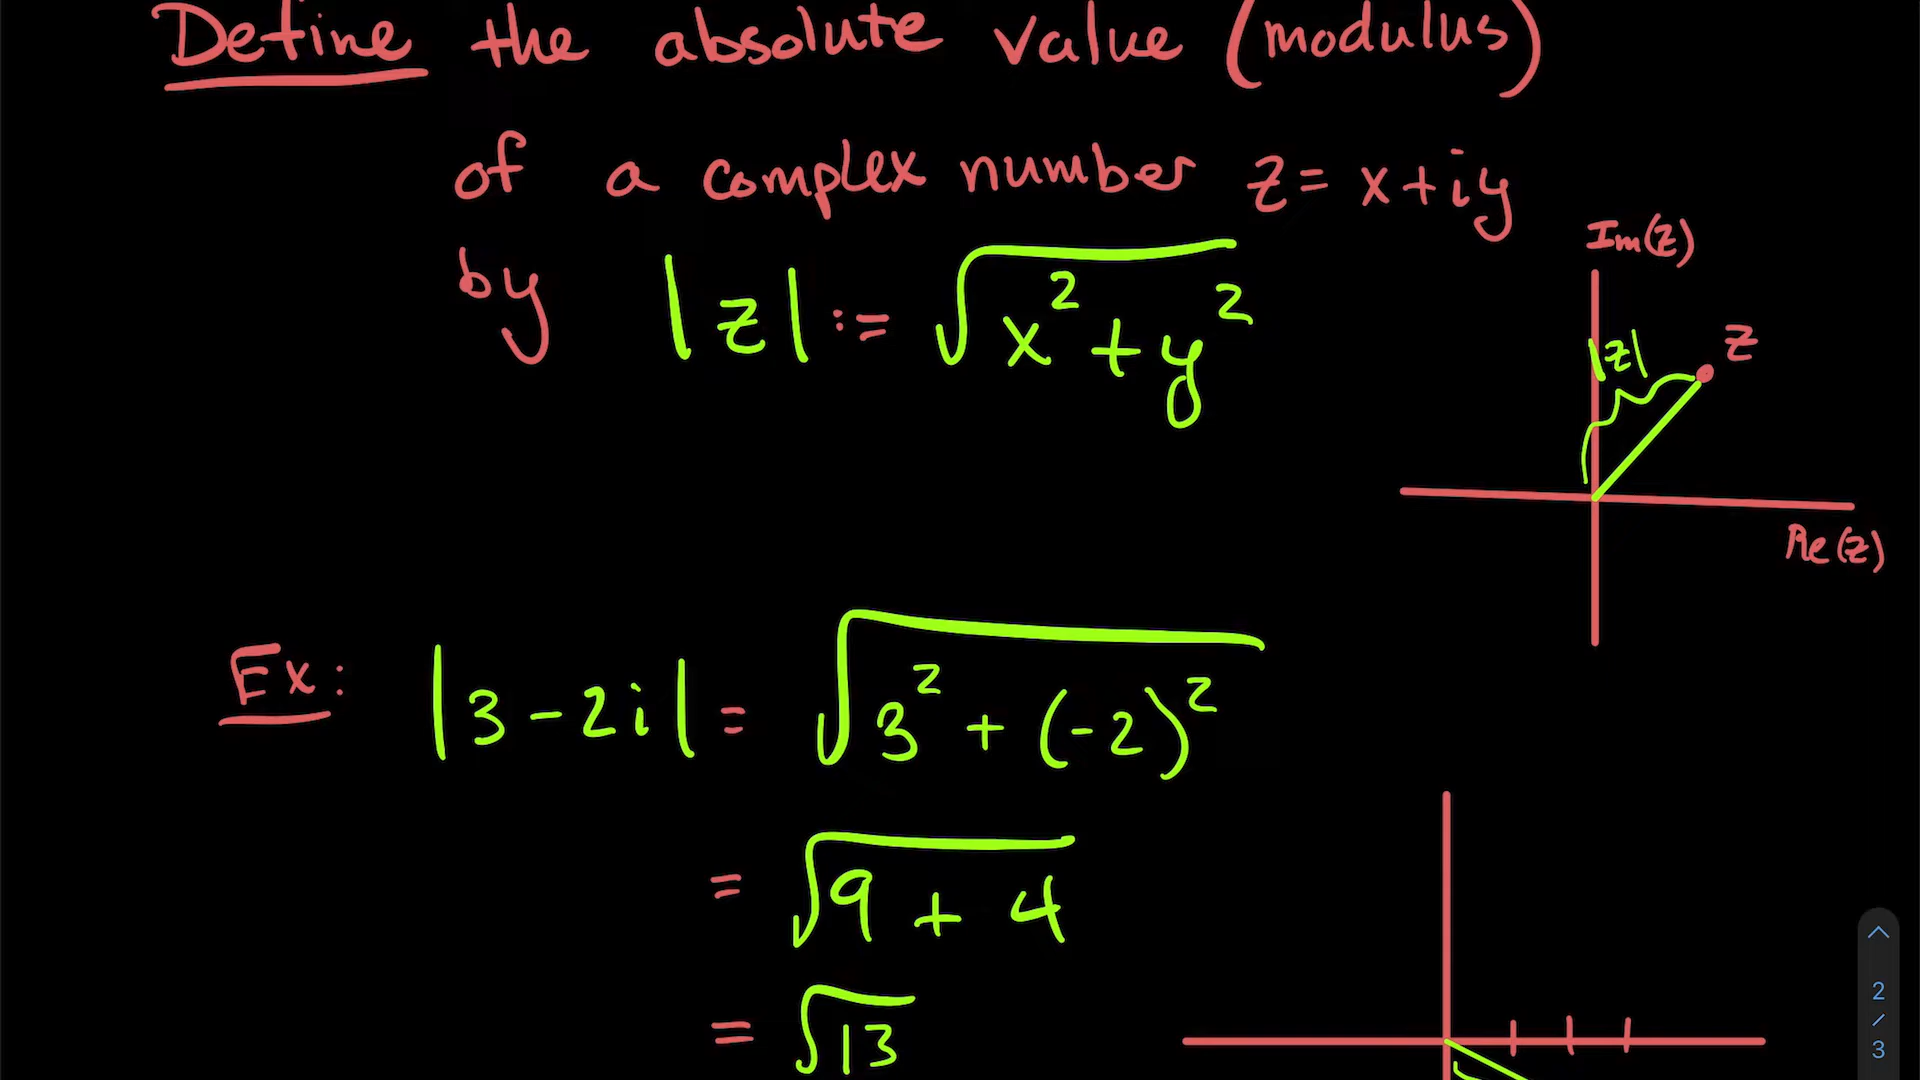 Define the absolute value (modulus)
of a complex number z = x + iy
by |z| := √(x² + y²)
Im(z)
z
|z|
Re(z)
Ex: |3 - 2i| = √(3² + (-2)²)
= √(9 + 4)
= √13
2
/
3